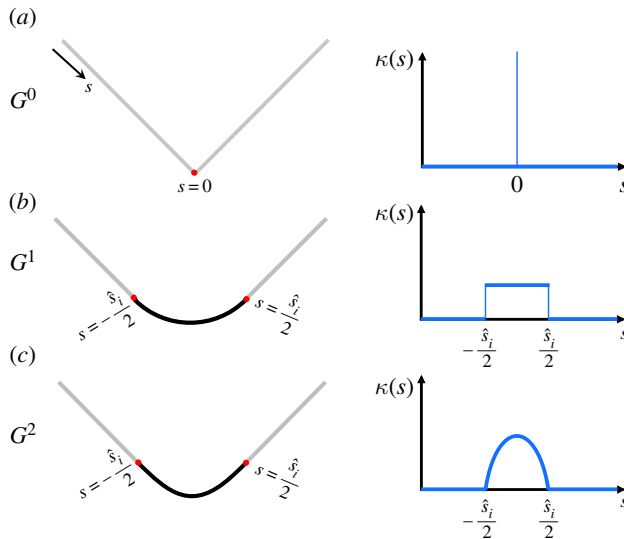 (a)
G⁰
s
s = 0
κ(s)
0
s
(b)
G¹
s = −ŝᵢ/2
s = ŝᵢ/2
κ(s)
−ŝᵢ/2
ŝᵢ/2
s
(c)
G²
s = −ŝᵢ/2
s = ŝᵢ/2
κ(s)
−ŝᵢ/2
ŝᵢ/2
s